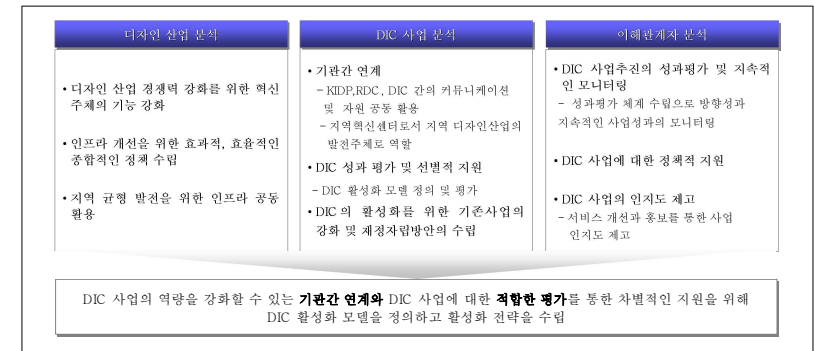 디자인 산업 분석
• 디자인 산업 경쟁력 강화를 위한 혁신
주체의 기능 강화
• 인프라 개선을 위한 효과적, 효율적인
종합적인 정책 수립
• 지역 균형 발전을 위한 인프라 공동
활용
DIC 사업 분석
• 기관간 연계
– KIDP,RDC, DIC 간의 커뮤니케이션
및 자원 공동 활용
– 지역혁신센터로서 지역 디자인산업의
발전주체로 역할
• DIC 성과 평가 및 선별적 지원
– DIC 활성화 모델 정의 및 평가
• DIC의 활성화를 위한 기존사업의
강화 및 재정자립방안의 수립
이해관계자 분석
• DIC 사업추진의 성과평가 및 지속적
인 모니터링
– 성과평가 체계 수립으로 방향성과
지속적인 사업성과의 모니터링
• DIC 사업에 대한 정책적 지원
• DIC 사업의 인지도 제고
– 서비스 개선과 홍보를 통한 사업
인지도 제고
DIC 사업의 역량을 강화할 수 있는 기관간 연계와 DIC 사업에 대한 적합한 평가를 통한 차별적인 지원을 위해
DIC 활성화 모델을 정의하고 활성화 전략을 수립